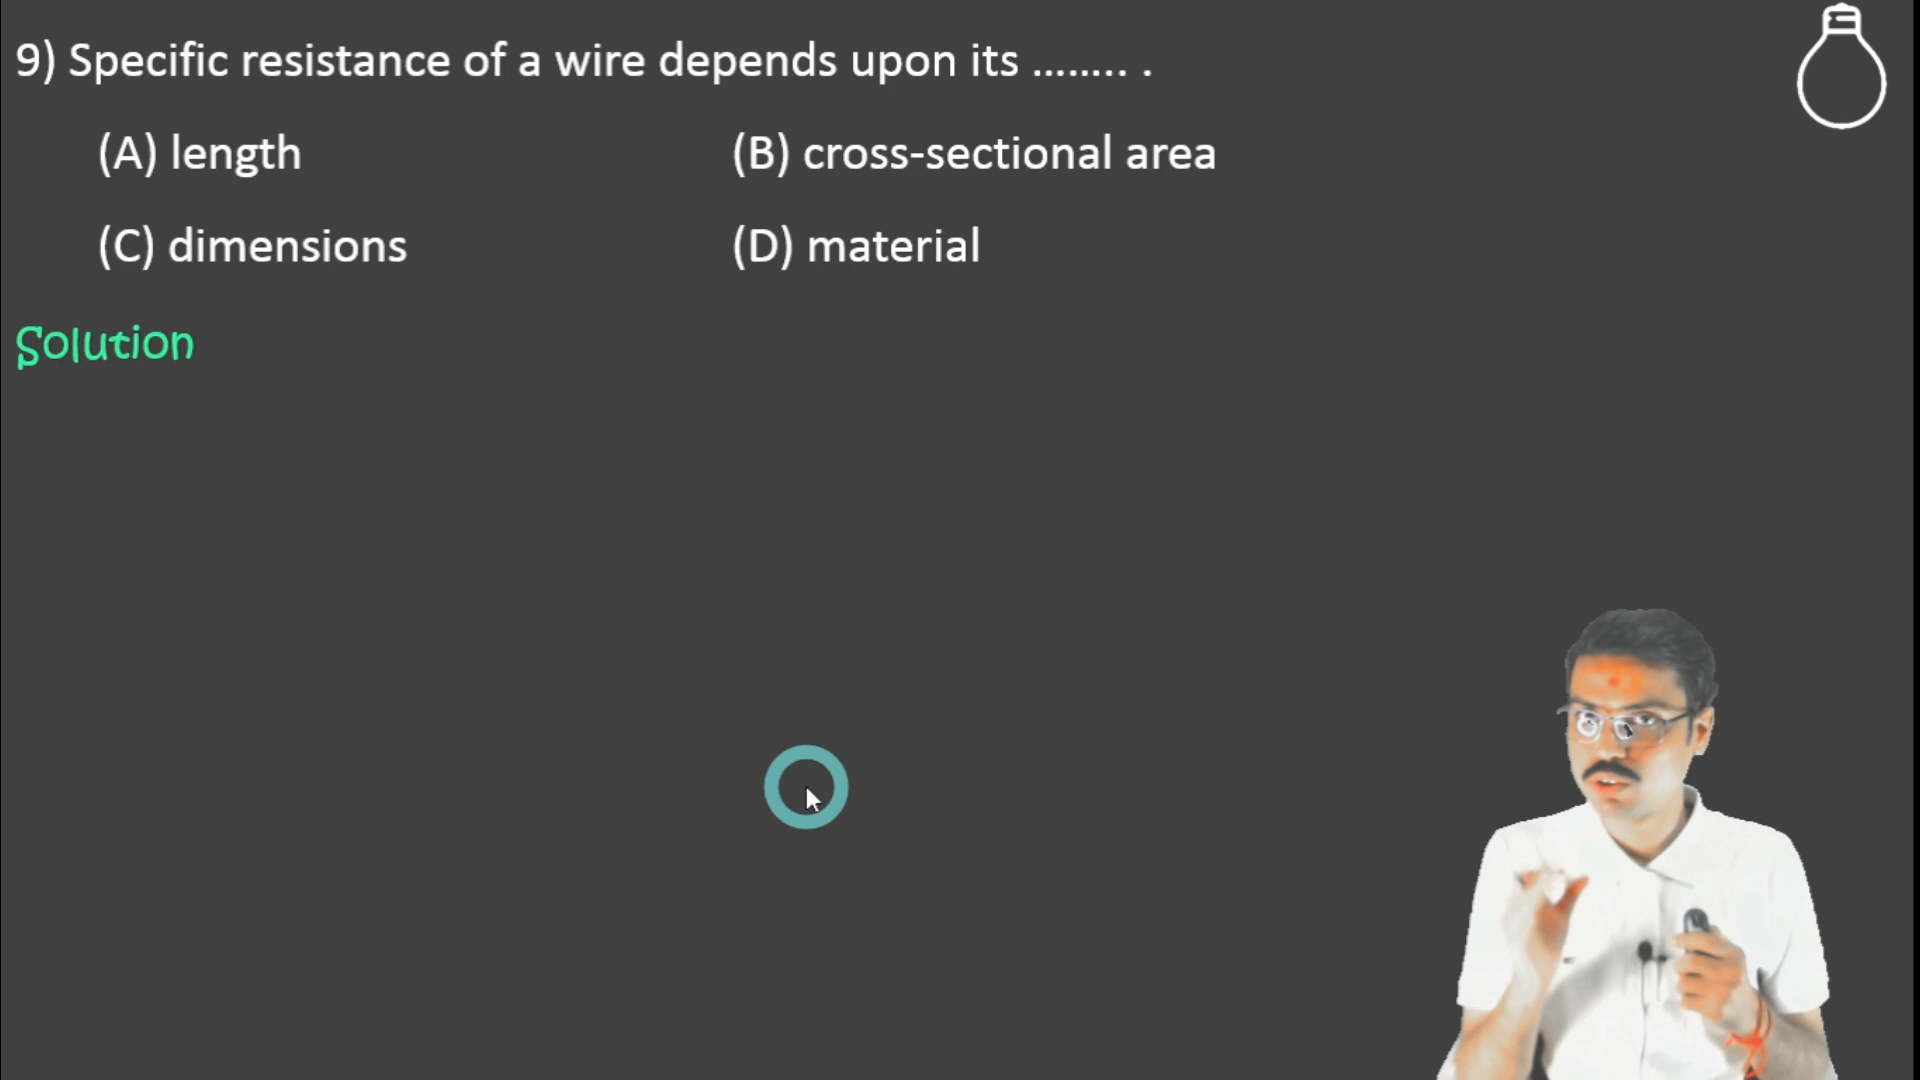 9) Specific resistance of a wire depends upon its ........ .
(A) length (B) cross-sectional area
(C) dimensions (D) material
Solution